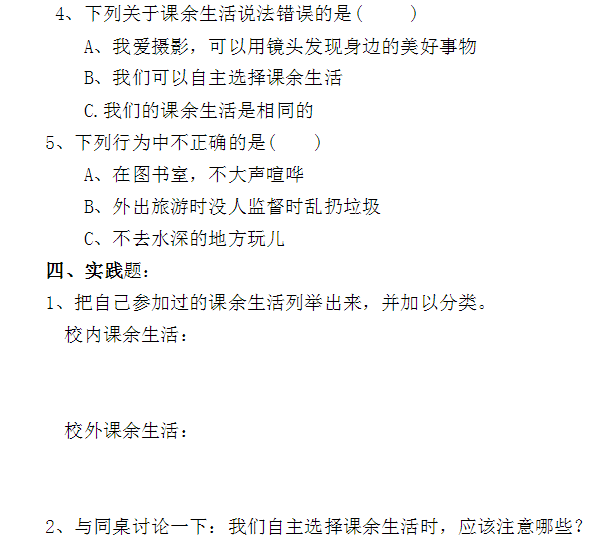 4、下列关于课余生活说法错误的是(    )
A、我爱摄影，可以用镜头发现身边的美好事物
B、我们可以自主选择课余生活
C.我们的课余生活是相同的
5、下列行为中不正确的是(   )
A、在图书室，不大声喧哗
B、外出旅游时没人监督时乱扔垃圾
C、不去水深的地方玩儿
四、实践题：
1、把自己参加过的课余生活列举出来，并加以分类。
校内课余生活：
校外课余生活：
2、与同桌讨论一下：我们自主选择课余生活时，应该注意哪些？